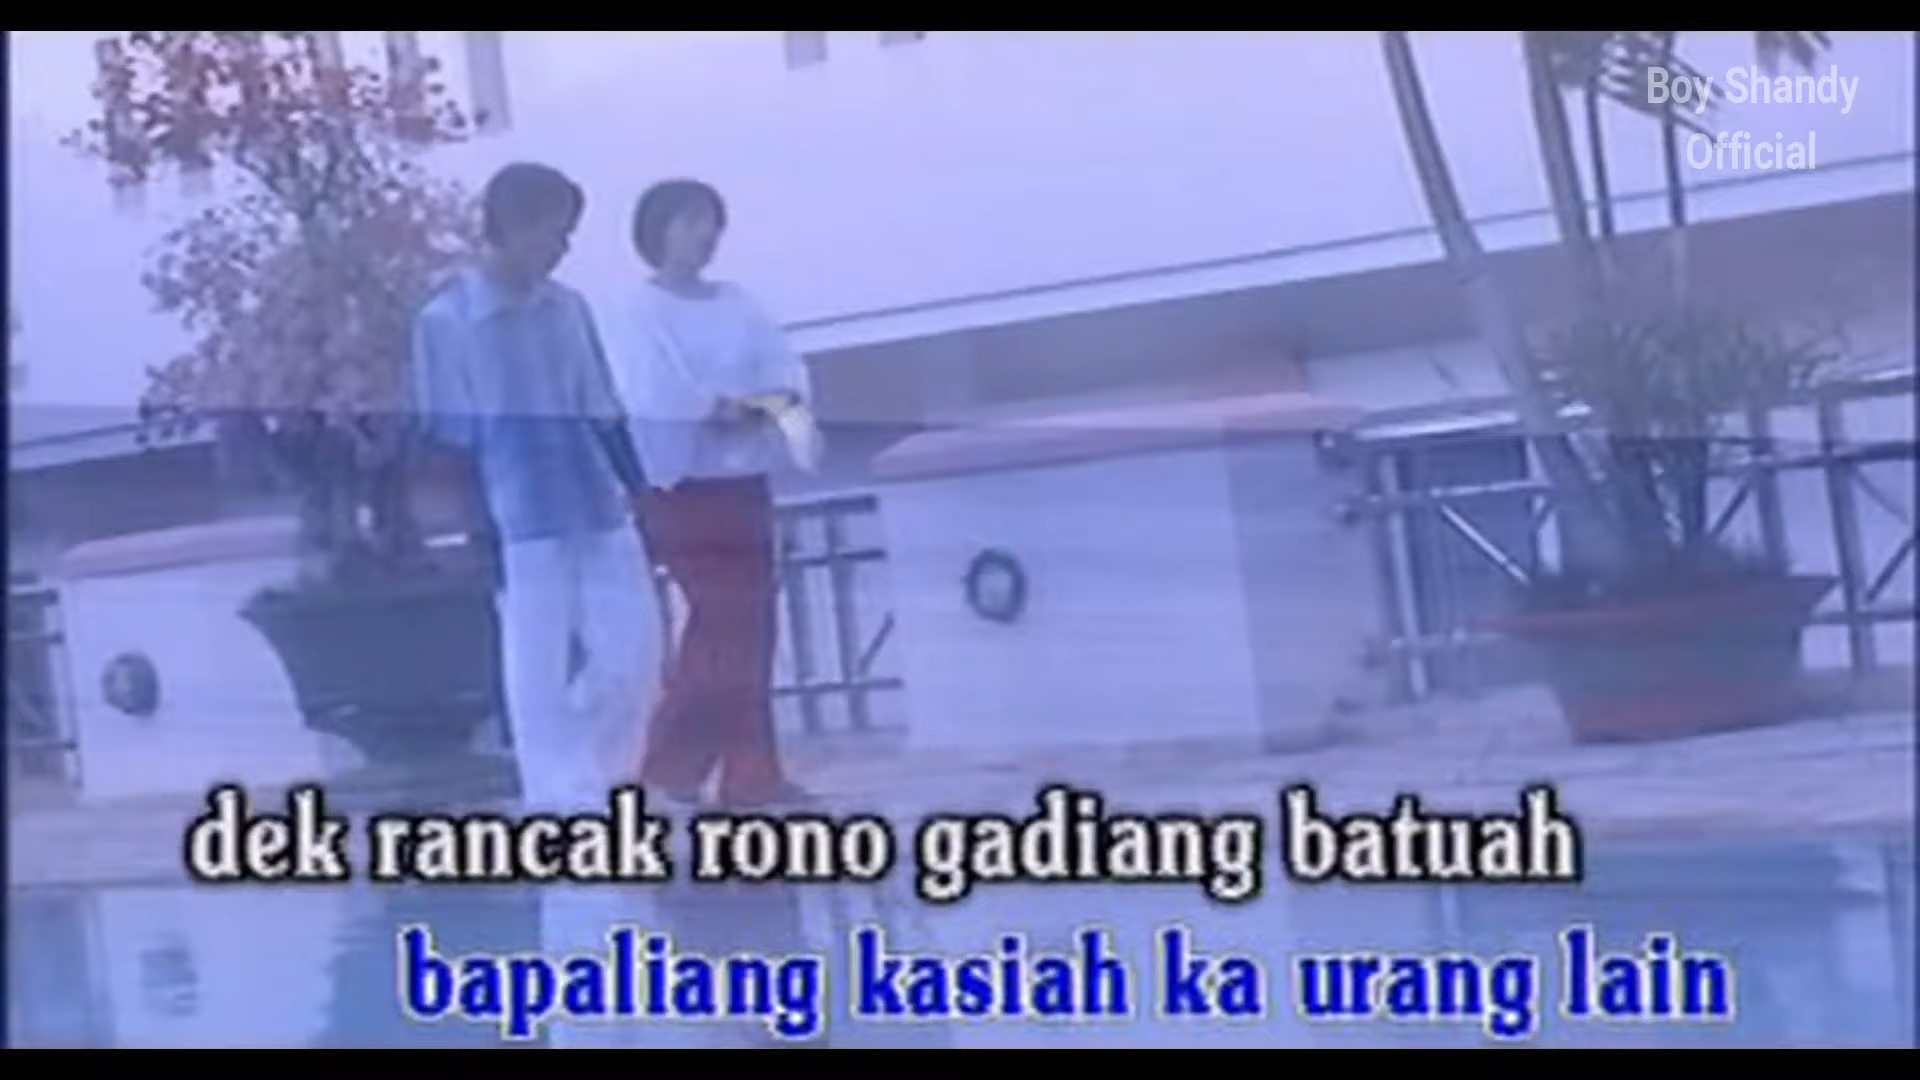 Boy Shandy
Official
dek rancak rono gadiang batuah
bapaliang kasiah ka urang lain